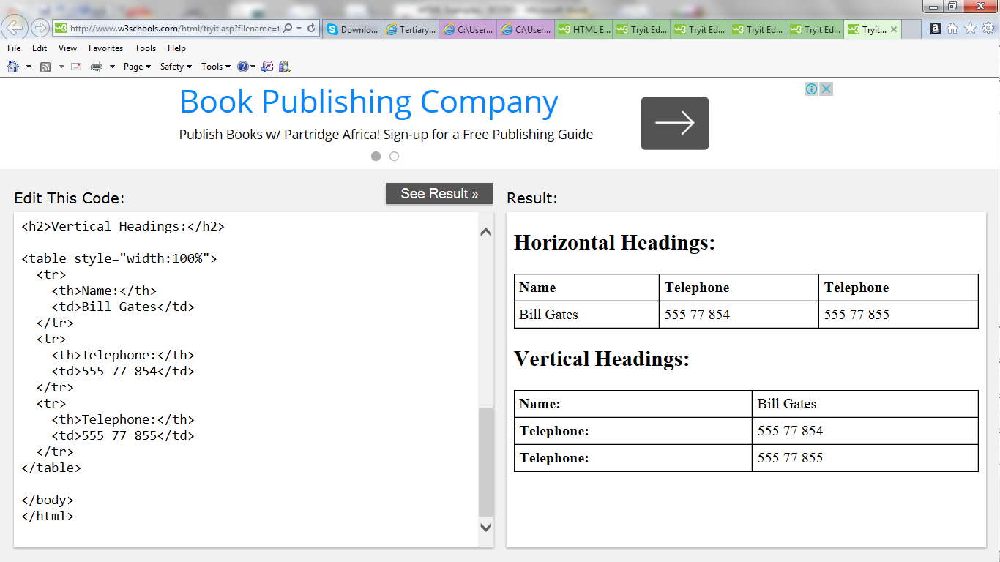 http://www.w3schools.com/html/tryit.asp?filename=t
Downlo...
Tertiary...
C:\User...
C:\User...
HTML E...
Tryit Ed...
Tryit Ed...
Tryit Ed...
Tryit Ed...
Tryit...
File Edit View Favorites Tools Help
Page Safety Tools
Book Publishing Company
Publish Books w/ Partridge Africa! Sign-up for a Free Publishing Guide
Edit This Code:
See Result »
<h2>Vertical Headings:</h2>
<table style="width:100%">
<tr>
<th>Name:</th>
<td>Bill Gates</td>
</tr>
<tr>
<th>Telephone:</th>
<td>555 77 854</td>
</tr>
<tr>
<th>Telephone:</th>
<td>555 77 855</td>
</tr>
</table>
</body>
</html>
Result:
Horizontal Headings:
Name Telephone Telephone
Bill Gates 555 77 854 555 77 855
Vertical Headings:
Name: Bill Gates
Telephone: 555 77 854
Telephone: 555 77 855